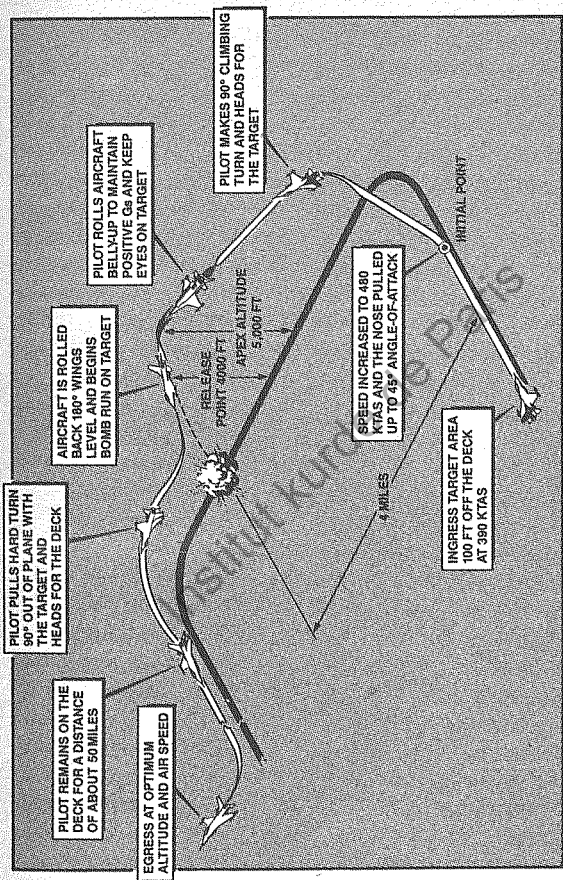 PILOT PULLS HARD TURN
90° OUT OF PLANE WITH
THE TARGET AND
HEADS FOR THE DECK
PILOT REMAINS ON THE
DECK FOR A DISTANCE
OF ABOUT 50 MILES
EGRESS AT OPTIMUM
ALTITUDE AND AIR SPEED
AIRCRAFT IS ROLLED
BACK 180° WINGS
LEVEL AND BEGINS
BOMB RUN ON TARGET
PILOT ROLLS AIRCRAFT
BELLY-UP TO MAINTAIN
POSITIVE Gs AND KEEP
EYES ON TARGET
PILOT MAKES 90° CLIMBING
TURN AND HEADS FOR
THE TARGET
RELEASE
POINT 4000 FT
APEX ALTITUDE
5,000 FT
4 MILES
SPEED INCREASED TO 480
KTAS AND THE NOSE PULLED
UP TO 45° ANGLE-OF-ATTACK
INITIAL POINT
INGRESS TARGET AREA
100 FT OFF THE DECK
AT 390 KTAS
Institut kurde de Paris